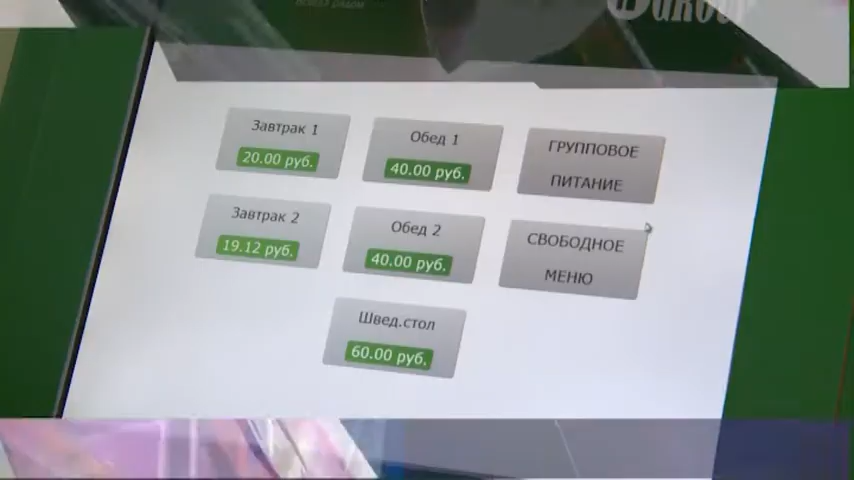 Завтрак 1
20.00 руб.
Обед 1
40.00 руб.
ГРУППОВОЕ
ПИТАНИЕ
Завтрак 2
19.12 руб.
Обед 2
40.00 руб.
СВОБОДНОЕ
МЕНЮ
Швед.стол
60.00 руб.